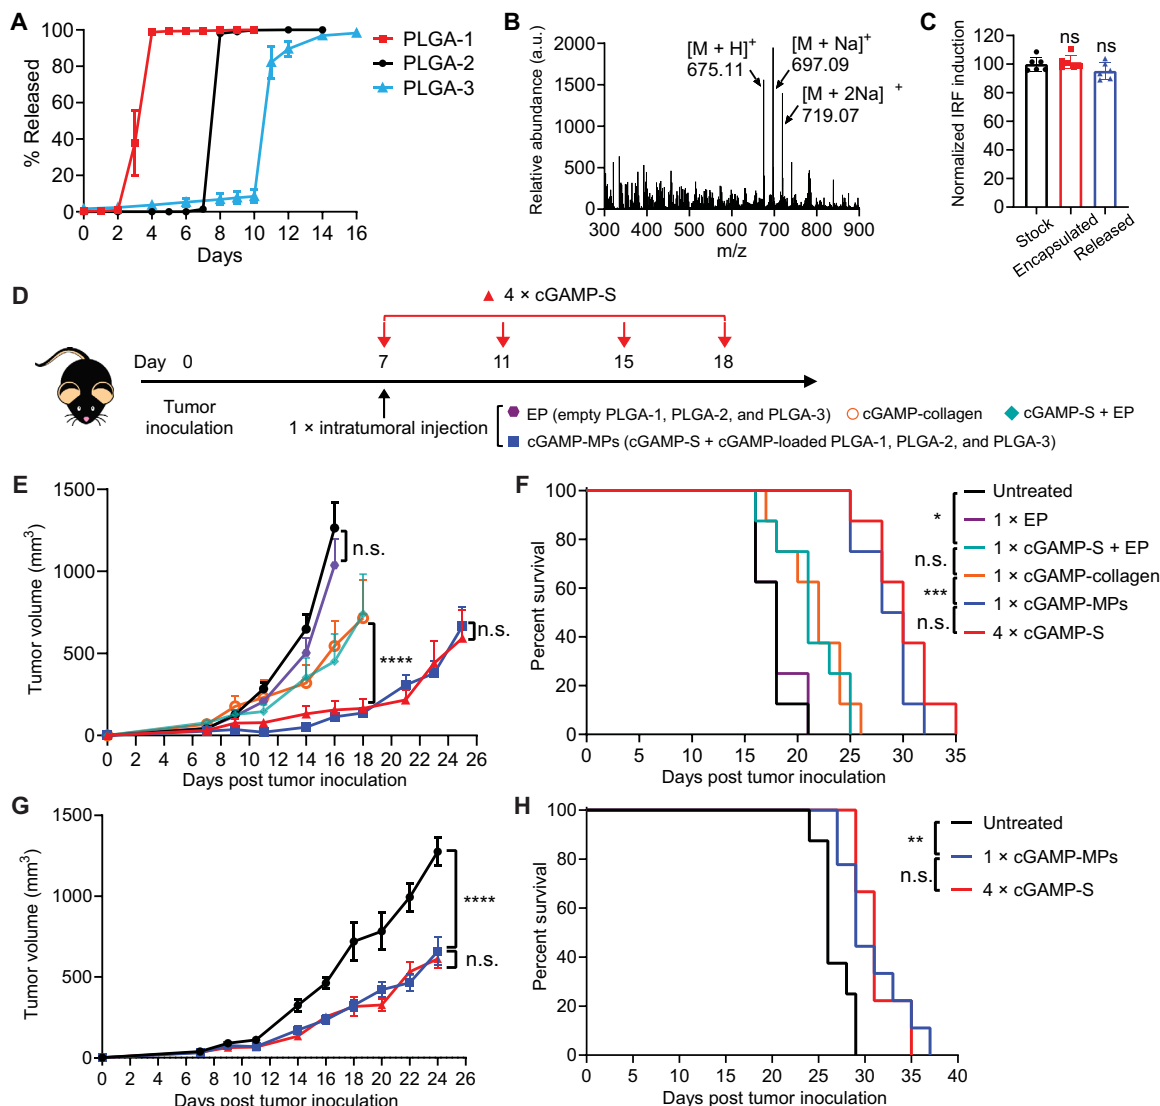 A
% Released
100
80
60
40
20
0
0 2 4 6 8 10 12 14 16
Days
PLGA-1
PLGA-2
PLGA-3
B
Relative abundance (a.u.)
2000
1500
1000
500
0
300 400 500 600 700 800 900
m/z
[M + H]+
675.11
[M + Na]+
697.09
[M + 2Na] +
719.07
C
Normalized IRF induction
120
100
80
60
40
20
0
ns
ns
Stock
Encapsulated
Released
D
4 × cGAMP-S
Day 0 7 11 15 18
Tumor
inoculation
1 × intratumoral injection
EP (empty PLGA-1, PLGA-2, and PLGA-3)
cGAMP-collagen
cGAMP-S + EP
cGAMP-MPs (cGAMP-S + cGAMP-loaded PLGA-1, PLGA-2, and PLGA-3)
E
Tumor volume (mm3)
1500
1000
500
0
0 2 4 6 8 10 12 14 16 18 20 22 24 26
Days post tumor inoculation
n.s.
****
n.s.
F
Percent survival
100
80
60
40
20
0
0 5 10 15 20 25 30 35
Days post tumor inoculation
Untreated
1 × EP
1 × cGAMP-S + EP
1 × cGAMP-collagen
1 × cGAMP-MPs
4 × cGAMP-S
*
n.s.
***
n.s.
G
Tumor volume (mm3)
1500
1000
500
0
0 2 4 6 8 10 12 14 16 18 20 22 24 26
Days post tumor inoculation
****
n.s.
H
Percent survival
100
80
60
40
20
0
0 5 10 15 20 25 30 35 40
Days post tumor inoculation
Untreated
1 × cGAMP-MPs
4 × cGAMP-S
**
n.s.